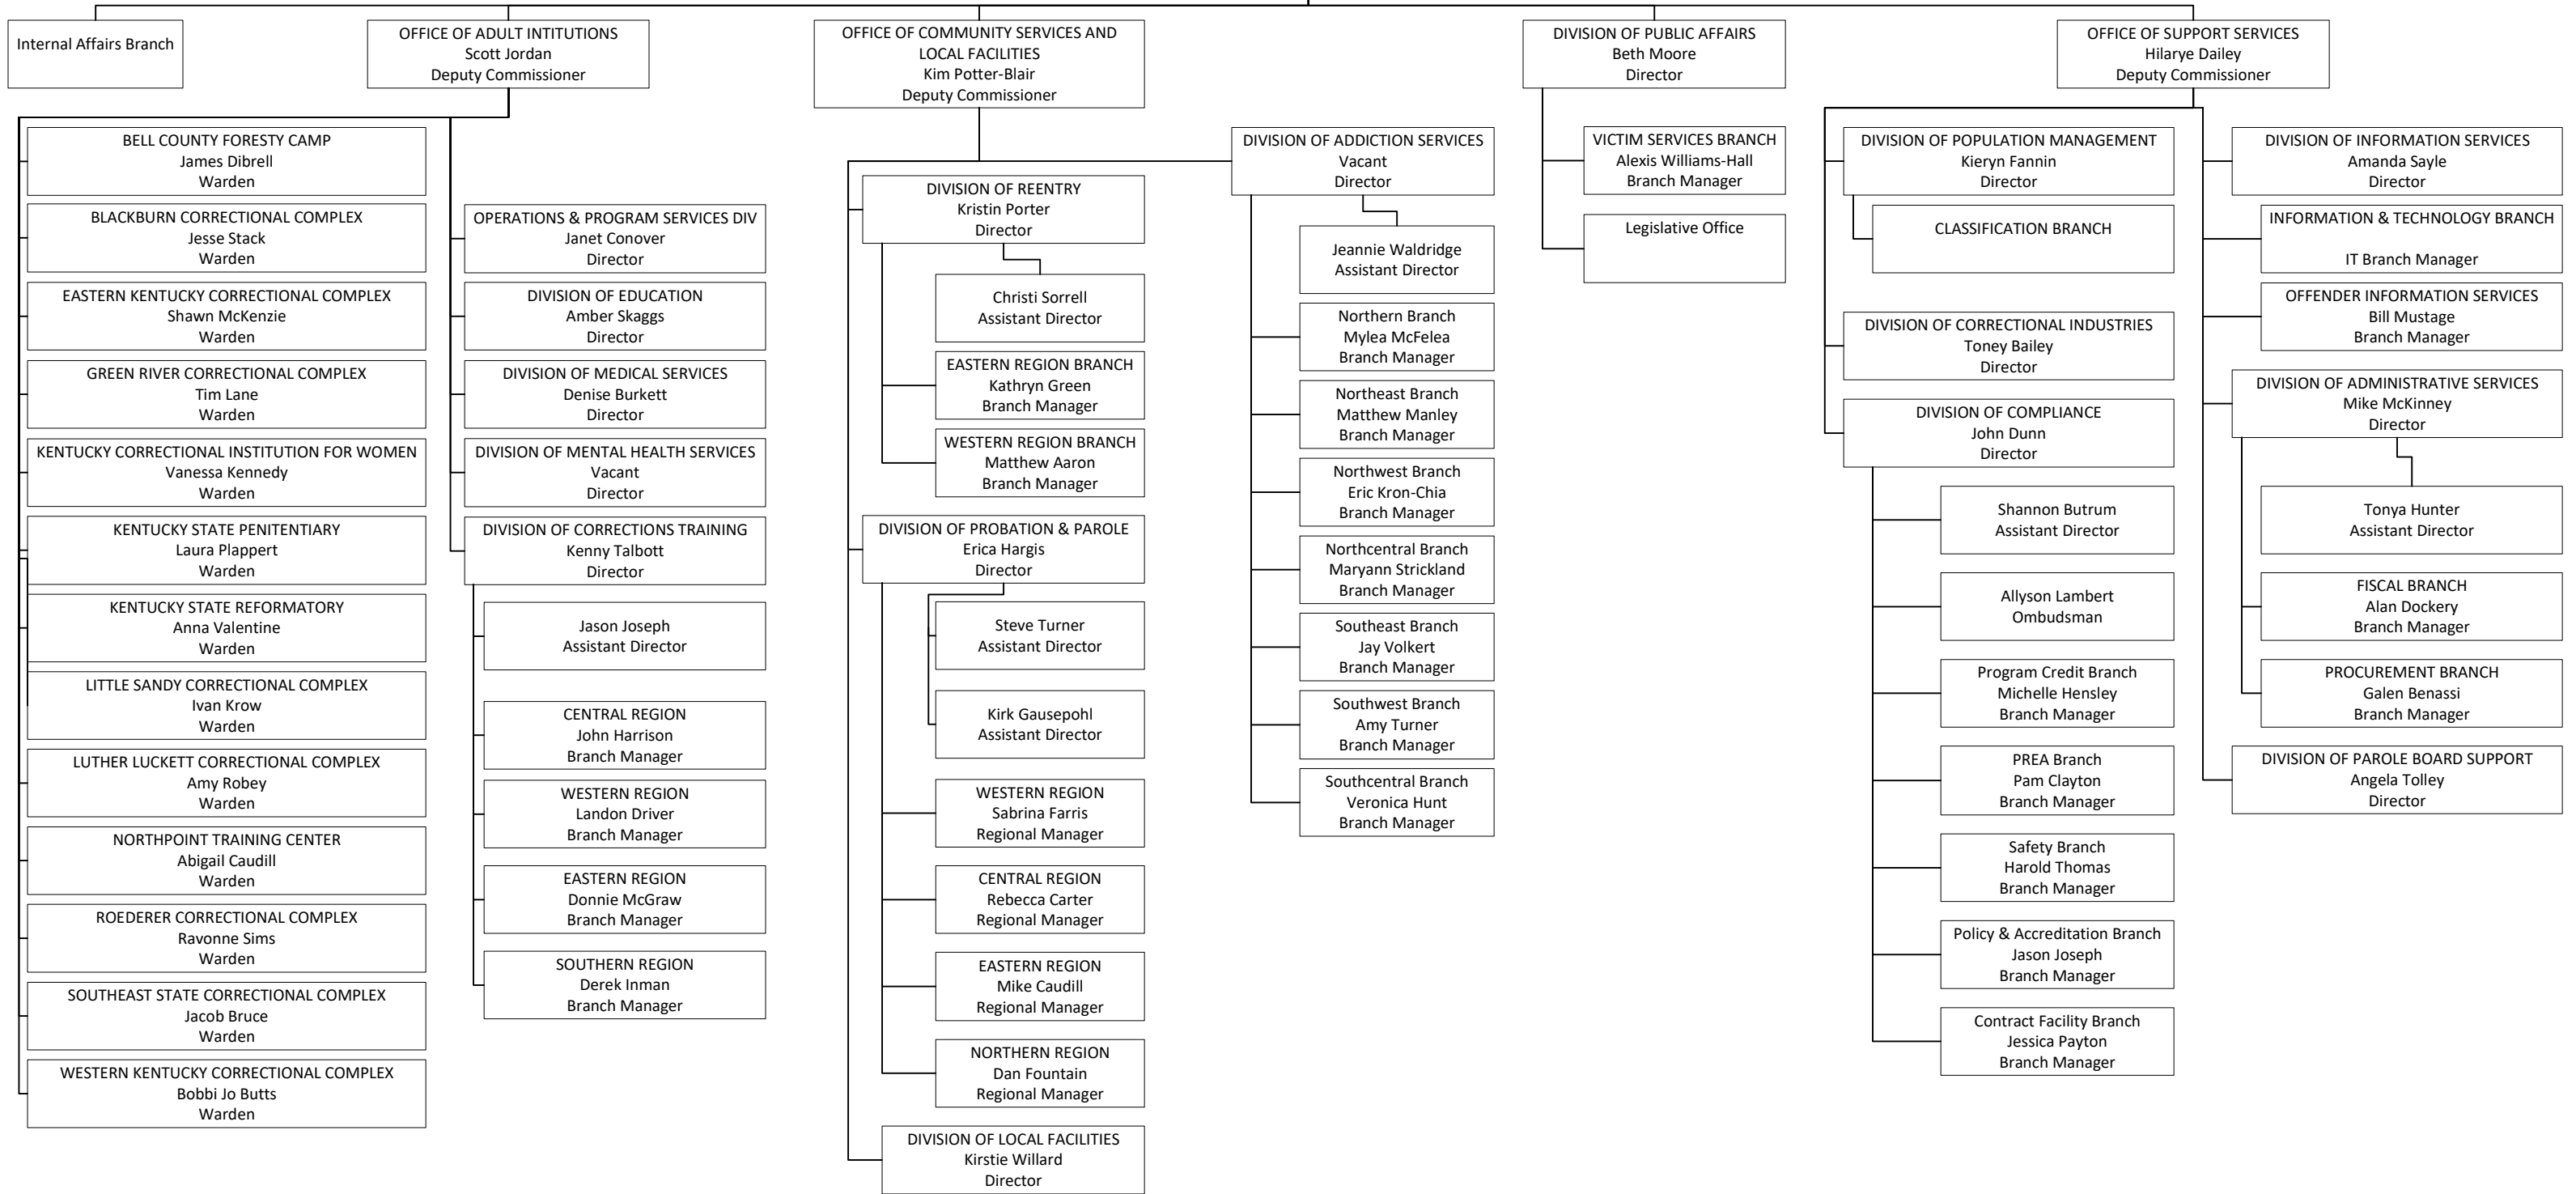 Internal Affairs Branch
OFFICE OF ADULT INTITUTIONS
Scott Jordan
Deputy Commissioner
BELL COUNTY FORESTY CAMP
James Dibrell
Warden
BLACKBURN CORRECTIONAL COMPLEX
Jesse Stack
Warden
EASTERN KENTUCKY CORRECTIONAL COMPLEX
Shawn McKenzie
Warden
GREEN RIVER CORRECTIONAL COMPLEX
Tim Lane
Warden
KENTUCKY CORRECTIONAL INSTITUTION FOR WOMEN
Vanessa Kennedy
Warden
KENTUCKY STATE PENITENTIARY
Laura Plappert
Warden
KENTUCKY STATE REFORMATORY
Anna Valentine
Warden
LITTLE SANDY CORRECTIONAL COMPLEX
Ivan Krow
Warden
LUTHER LUCKETT CORRECTIONAL COMPLEX
Amy Robey
Warden
NORTHPOINT TRAINING CENTER
Abigail Caudill
Warden
ROEDERER CORRECTIONAL COMPLEX
Ravonne Sims
Warden
SOUTHEAST STATE CORRECTIONAL COMPLEX
Jacob Bruce
Warden
WESTERN KENTUCKY CORRECTIONAL COMPLEX
Bobbi Jo Butts
Warden
OPERATIONS & PROGRAM SERVICES DIV
Janet Conover
Director
DIVISION OF EDUCATION
Amber Skaggs
Director
DIVISION OF MEDICAL SERVICES
Denise Burkett
Director
DIVISION OF MENTAL HEALTH SERVICES
Vacant
Director
DIVISION OF CORRECTIONS TRAINING
Kenny Talbott
Director
Jason Joseph
Assistant Director
CENTRAL REGION
John Harrison
Branch Manager
WESTERN REGION
Landon Driver
Branch Manager
EASTERN REGION
Donnie McGraw
Branch Manager
SOUTHERN REGION
Derek Inman
Branch Manager
OFFICE OF COMMUNITY SERVICES AND
LOCAL FACILITIES
Kim Potter-Blair
Deputy Commissioner
DIVISION OF REENTRY
Kristin Porter
Director
Christi Sorrell
Assistant Director
EASTERN REGION BRANCH
Kathryn Green
Branch Manager
WESTERN REGION BRANCH
Matthew Aaron
Branch Manager
DIVISION OF PROBATION & PAROLE
Erica Hargis
Director
Steve Turner
Assistant Director
Kirk Gausepohl
Assistant Director
WESTERN REGION
Sabrina Farris
Regional Manager
CENTRAL REGION
Rebecca Carter
Regional Manager
EASTERN REGION
Mike Caudill
Regional Manager
NORTHERN REGION
Dan Fountain
Regional Manager
DIVISION OF LOCAL FACILITIES
Kirstie Willard
Director
DIVISION OF ADDICTION SERVICES
Vacant
Director
Jeannie Waldridge
Assistant Director
Northern Branch
Mylea McFelea
Branch Manager
Northeast Branch
Matthew Manley
Branch Manager
Northwest Branch
Eric Kron-Chia
Branch Manager
Northcentral Branch
Maryann Strickland
Branch Manager
Southeast Branch
Jay Volkert
Branch Manager
Southwest Branch
Amy Turner
Branch Manager
Southcentral Branch
Veronica Hunt
Branch Manager
DIVISION OF PUBLIC AFFAIRS
Beth Moore
Director
VICTIM SERVICES BRANCH
Alexis Williams-Hall
Branch Manager
Legislative Office
OFFICE OF SUPPORT SERVICES
Hilarye Dailey
Deputy Commissioner
DIVISION OF POPULATION MANAGEMENT
Kieryn Fannin
Director
CLASSIFICATION BRANCH
DIVISION OF CORRECTIONAL INDUSTRIES
Toney Bailey
Director
DIVISION OF COMPLIANCE
John Dunn
Director
Shannon Butrum
Assistant Director
Allyson Lambert
Ombudsman
Program Credit Branch
Michelle Hensley
Branch Manager
PREA Branch
Pam Clayton
Branch Manager
Safety Branch
Harold Thomas
Branch Manager
Policy & Accreditation Branch
Jason Joseph
Branch Manager
Contract Facility Branch
Jessica Payton
Branch Manager
DIVISION OF INFORMATION SERVICES
Amanda Sayle
Director
INFORMATION & TECHNOLOGY BRANCH
IT Branch Manager
OFFENDER INFORMATION SERVICES
Bill Mustage
Branch Manager
DIVISION OF ADMINISTRATIVE SERVICES
Mike McKinney
Director
Tonya Hunter
Assistant Director
FISCAL BRANCH
Alan Dockery
Branch Manager
PROCUREMENT BRANCH
Galen Benassi
Branch Manager
DIVISION OF PAROLE BOARD SUPPORT
Angela Tolley
Director